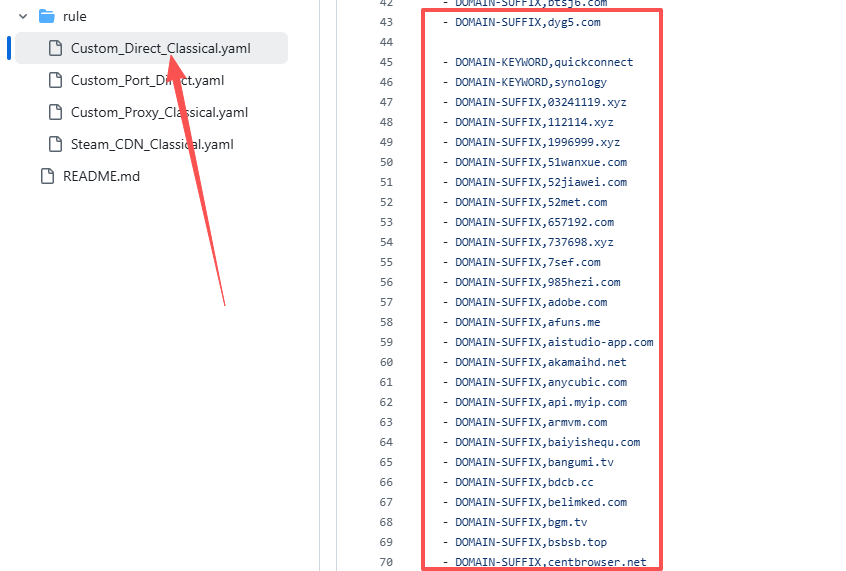 rule
Custom_Direct_Classical.yaml
Custom_Port_Direct.yaml
Custom_Proxy_Classical.yaml
Steam_CDN_Classical.yaml
README.md
42 - DOMAIN-SUFFIX,btsj6.com
43 - DOMAIN-SUFFIX,dyg5.com
44
45 - DOMAIN-KEYWORD,quickconnect
46 - DOMAIN-KEYWORD,synology
47 - DOMAIN-SUFFIX,03241119.xyz
48 - DOMAIN-SUFFIX,112114.xyz
49 - DOMAIN-SUFFIX,1996999.xyz
50 - DOMAIN-SUFFIX,51wanxue.com
51 - DOMAIN-SUFFIX,52jiawei.com
52 - DOMAIN-SUFFIX,52met.com
53 - DOMAIN-SUFFIX,657192.com
54 - DOMAIN-SUFFIX,737698.xyz
55 - DOMAIN-SUFFIX,7sef.com
56 - DOMAIN-SUFFIX,985hezi.com
57 - DOMAIN-SUFFIX,adobe.com
58 - DOMAIN-SUFFIX,afuns.me
59 - DOMAIN-SUFFIX,aistudio-app.com
60 - DOMAIN-SUFFIX,akamaihd.net
61 - DOMAIN-SUFFIX,anycubic.com
62 - DOMAIN-SUFFIX,api.myip.com
63 - DOMAIN-SUFFIX,armvm.com
64 - DOMAIN-SUFFIX,baiyishequ.com
65 - DOMAIN-SUFFIX,bangumi.tv
66 - DOMAIN-SUFFIX,bdcb.cc
67 - DOMAIN-SUFFIX,belimked.com
68 - DOMAIN-SUFFIX,bgm.tv
69 - DOMAIN-SUFFIX,bsbsb.top
70 - DOMAIN-SUFFIX,centbrowser.net